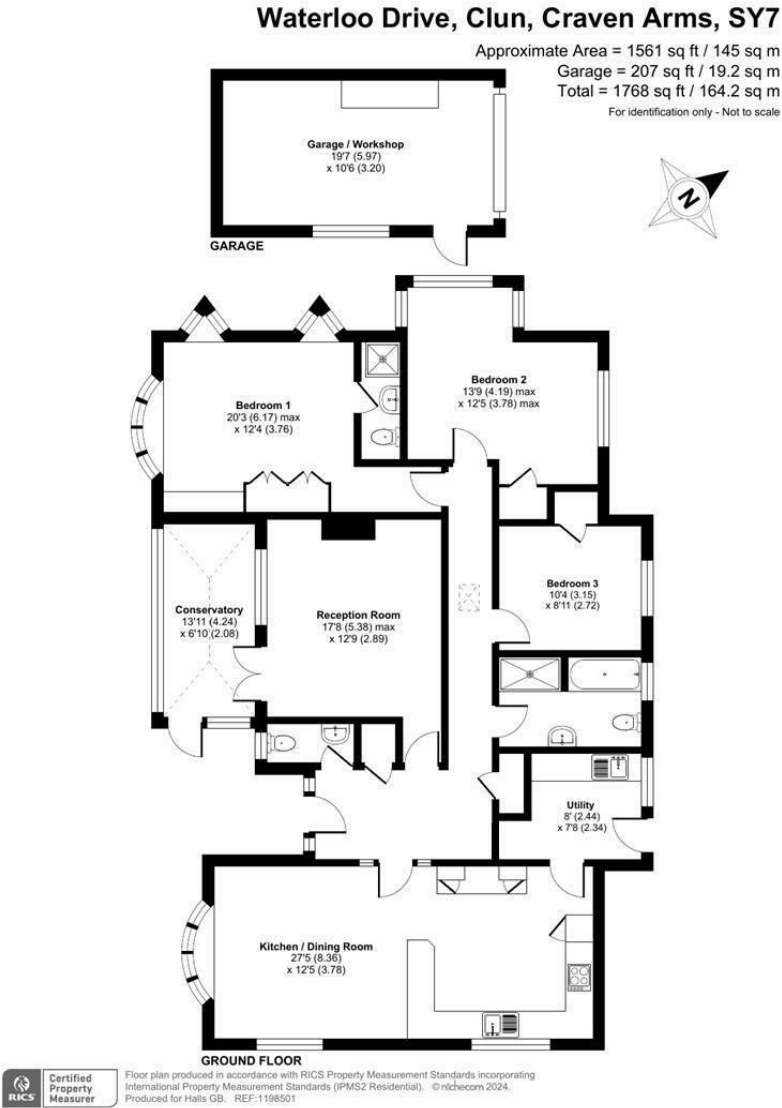 Waterloo Drive, Clun, Craven Arms, SY7
Approximate Area = 1561 sq ft / 145 sq m
Garage = 207 sq ft / 19.2 sq m
Total = 1768 sq ft / 164.2 sq m
For identification only - Not to scale
Garage / Workshop
19'7 (5.97)
x 10'6 (3.20)
N
GARAGE
Bedroom 2
13'9 (4.19) max
x 12'5 (3.78) max
Bedroom 1
20'3 (6.17) max
x 12'4 (3.76)
Bedroom 3
10'4 (3.15)
x 8'11 (2.72)
Conservatory
13'11 (4.24)
x 6'10 (2.08)
Reception Room
17'8 (5.38) max
x 12'9 (2.89)
Utility
8' (2.44)
x 7'8 (2.34)
Kitchen / Dining Room
27'5 (8.36)
x 12'5 (3.78)
GROUND FLOOR
RICS
Certified
Property
Measurer
Floor plan produced in accordance with RICS Property Measurement Standards incorporating
International Property Measurement Standards (IPMS2 Residential). © nichecom 2024.
Produced for Halls GB. REF:1198501